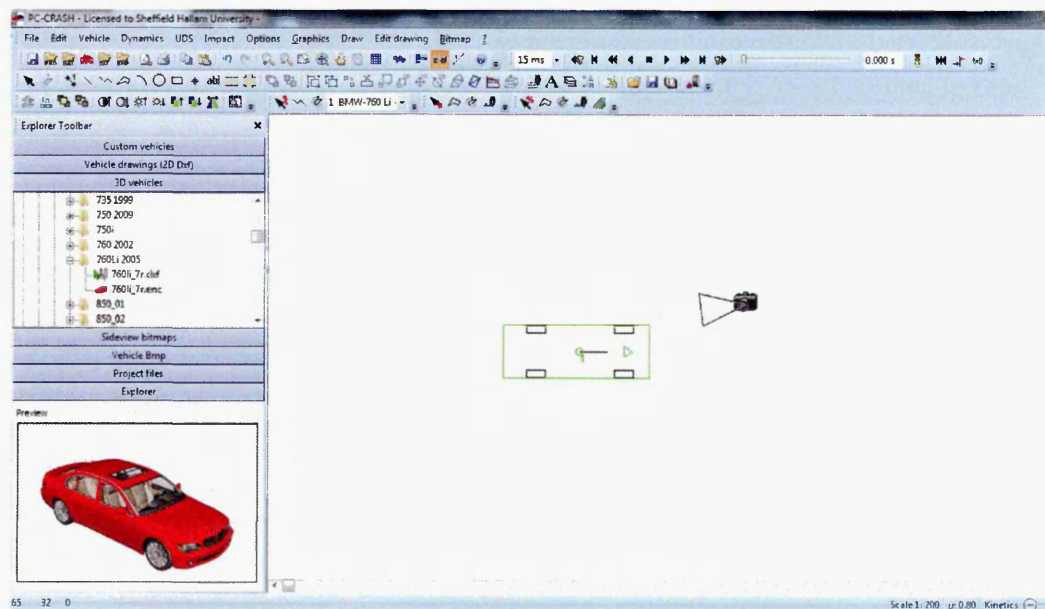 PC-CRASH - Licensed to Sheffield Hallam University -
File Edit Vehicle Dynamics UDS Impact Options Graphics Draw Edit drawing Bitmap ?
15 ms 0.000 s
abl A
1 BMW-760 Li -
Explorer Toolbar
Custom vehicles
Vehicle drawings (2D Dxf)
3D vehicles
735 1999
750 2009
750i
760 2002
760Li 2005
760li_7r.dxf
760li_7r.enc
850_01
850_02
Sideview bitmaps
Vehicle Bmp
Project files
Explorer
Preview
65 32 0 Scale 1: 200 µ: 0.80 Kinetics